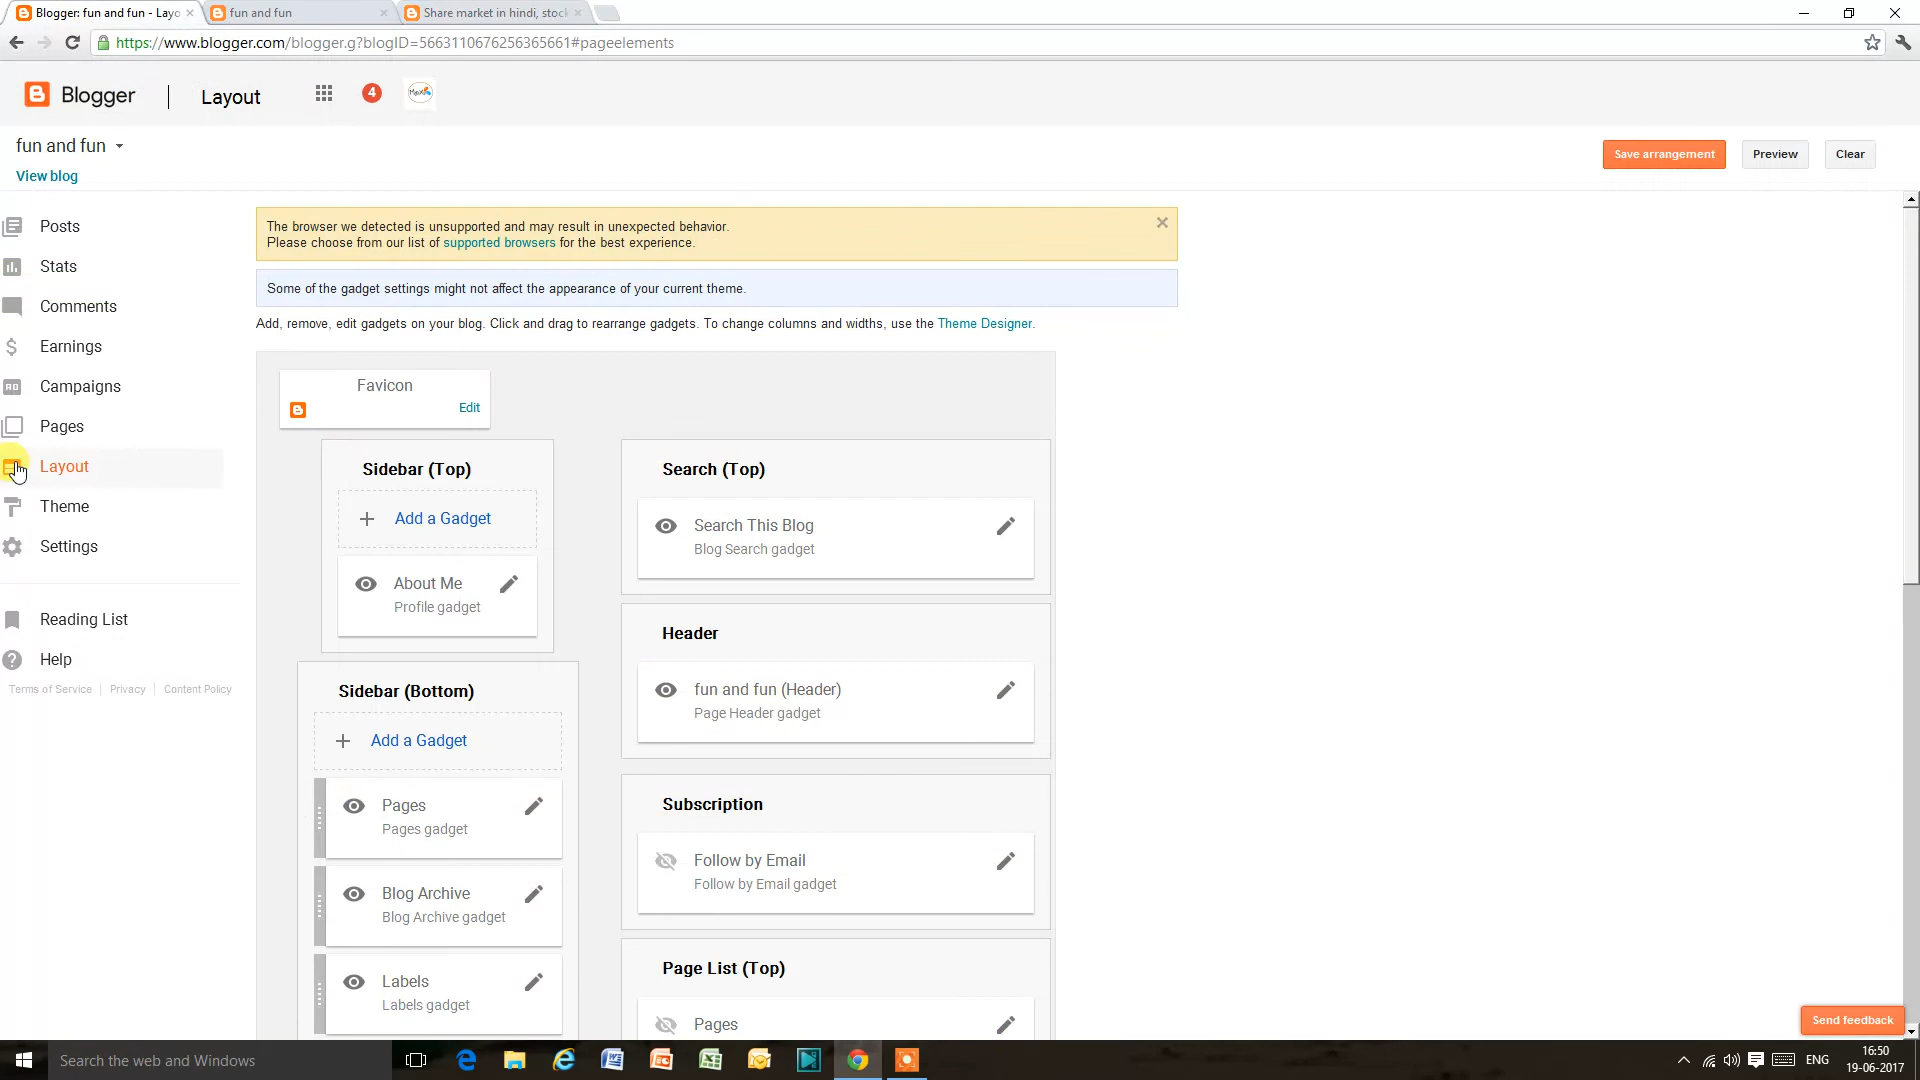 Blogger: fun and fun - Layo
fun and fun
Share market in hindi, stock
https://www.blogger.com/blogger.g?blogID=5663110676256365661#pageelements
Blogger
Layout
4
fun and fun
View blog
Save arrangement
Preview
Clear
Posts
Stats
Comments
Earnings
Campaigns
Pages
Layout
Theme
Settings
Reading List
Help
Terms of Service
Privacy
Content Policy
The browser we detected is unsupported and may result in unexpected behavior.
Please choose from our list of supported browsers for the best experience.
Some of the gadget settings might not affect the appearance of your current theme.
Add, remove, edit gadgets on your blog. Click and drag to rearrange gadgets. To change columns and widths, use the Theme Designer.
Favicon
Edit
Sidebar (Top)
Add a Gadget
About Me
Profile gadget
Sidebar (Bottom)
Add a Gadget
Pages
Pages gadget
Blog Archive
Blog Archive gadget
Labels
Labels gadget
Search (Top)
Search This Blog
Blog Search gadget
Header
fun and fun (Header)
Page Header gadget
Subscription
Follow by Email
Follow by Email gadget
Page List (Top)
Pages
Send feedback
Search the web and Windows
ENG
16:50
19-06-2017